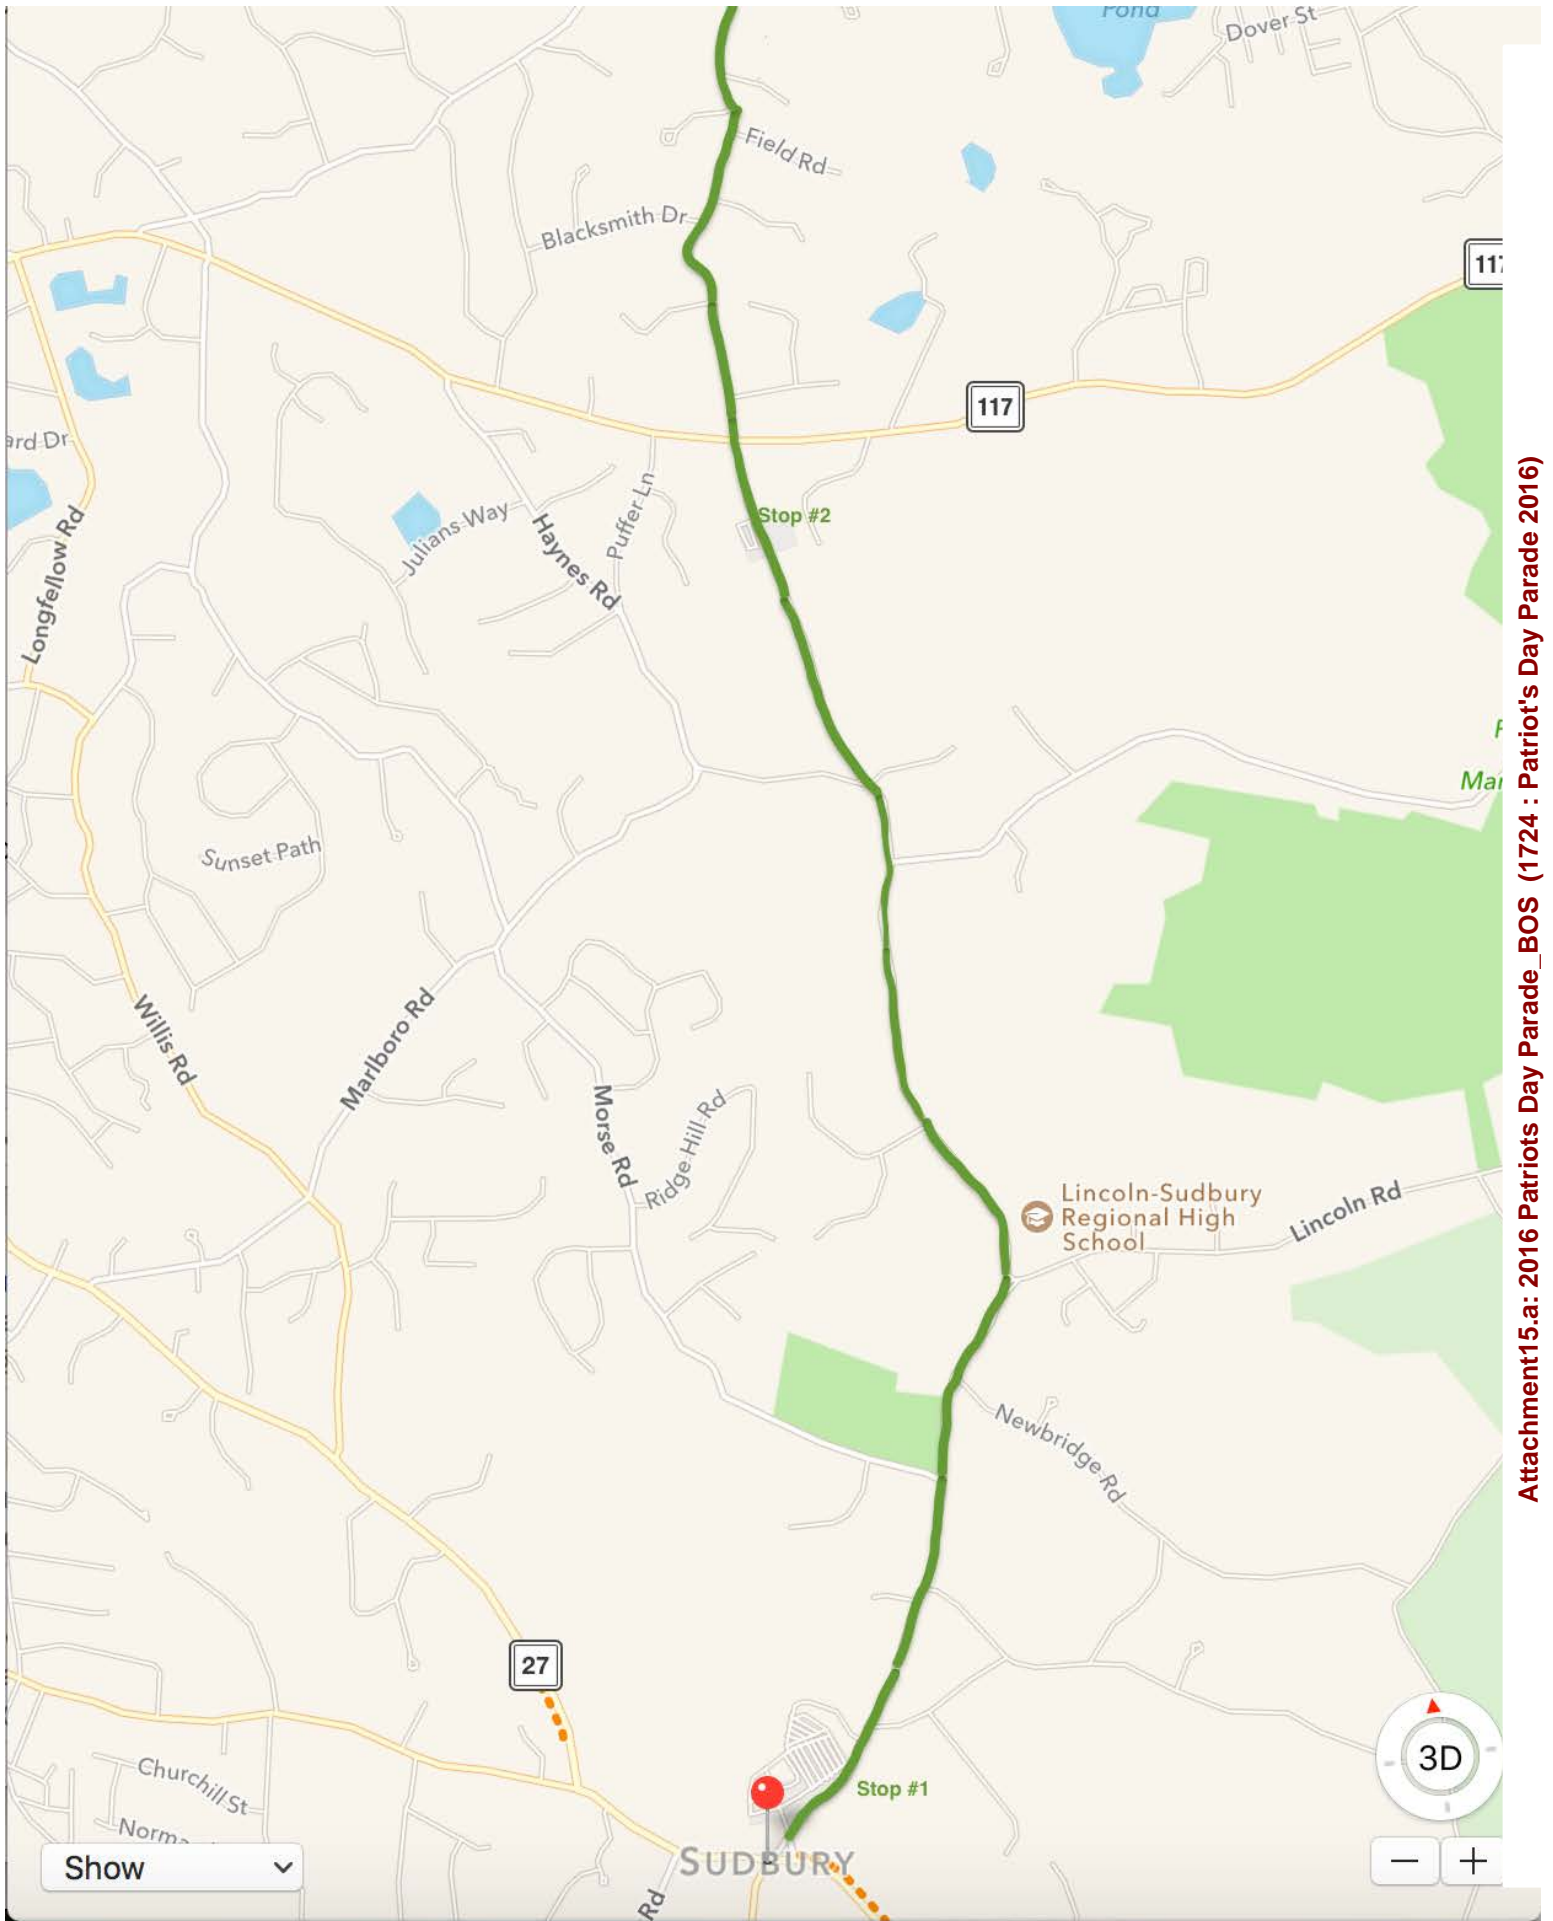 Pond
Dover St
Field Rd
Blacksmith Dr
117
117
ard Dr
Stop #2
Julians Way
Haynes Rd
Puffer Ln
Longfellow Rd
F
Mar
Sunset Path
Willis Rd
Marlboro Rd
Morse Rd
Ridge Hill Rd
Lincoln-Sudbury
Regional High
School
Lincoln Rd
Newbridge Rd
27
Churchill St
Norma
Stop #1
3D
SUDBURY
Show
Rd
− +
Attachment15.a: 2016 Patriots Day Parade_BOS (1724 : Patriot's Day Parade 2016)